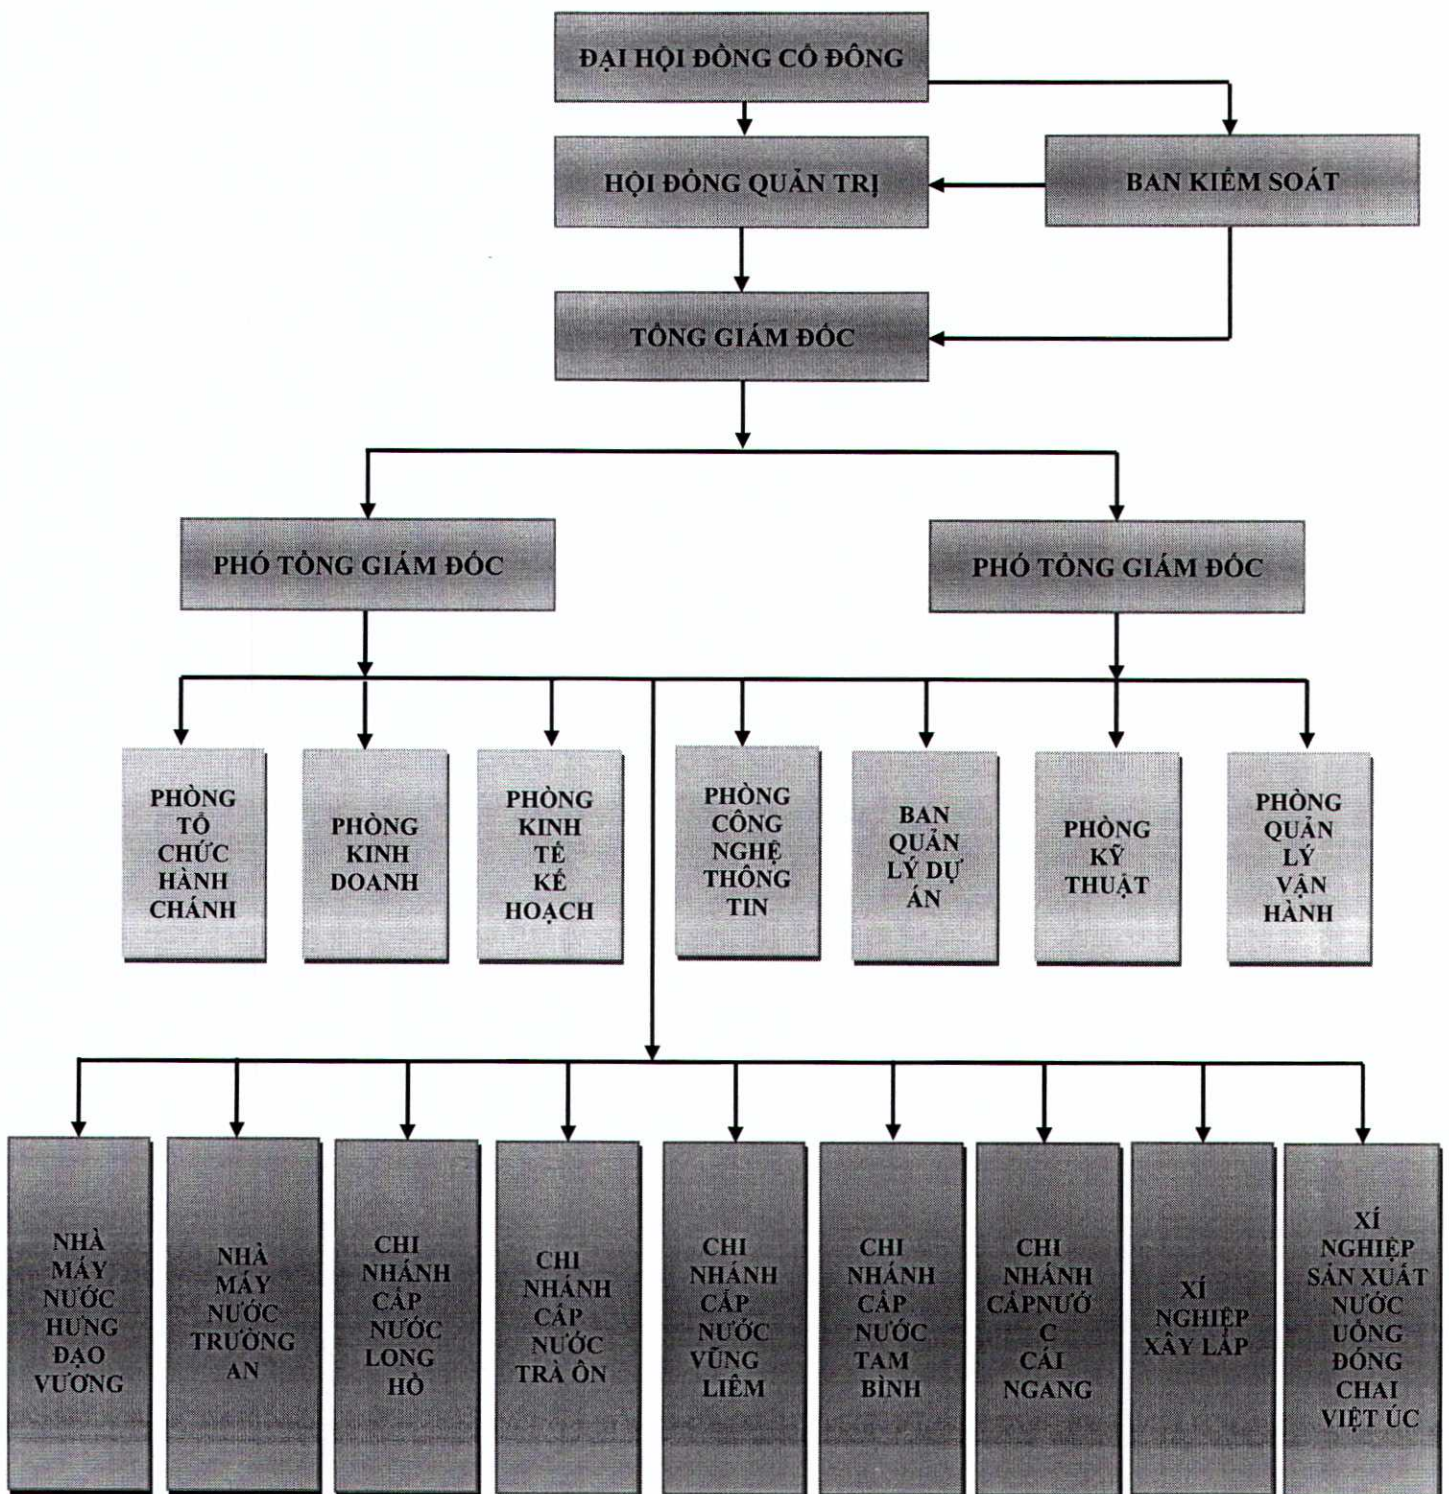 ĐẠI HỘI ĐỒNG CỔ ĐÔNG
HỘI ĐỒNG QUẢN TRỊ
BAN KIỂM SOÁT
TỔNG GIÁM ĐỐC
PHÓ TỔNG GIÁM ĐỐC
PHÓ TỔNG GIÁM ĐỐC
PHÒNG
TỔ
CHỨC
HÀNH
CHÁNH
PHÒNG
KINH
DOANH
PHÒNG
KINH
TẾ
KẾ
HOẠCH
PHÒNG
CÔNG
NGHỆ
THÔNG
TIN
BAN
QUẢN
LÝ DỰ
ÁN
PHÒNG
KỸ
THUẬT
PHÒNG
QUẢN
LÝ
VẬN
HÀNH
NHÀ
MÁY
NƯỚC
HƯNG
ĐẠO
VƯƠNG
NHÀ
MÁY
NƯỚC
TRƯỜNG
AN
CHI
NHÁNH
CẤP
NƯỚC
LONG
HỒ
CHI
NHÁNH
CẤP
NƯỚC
TRÀ ÔN
CHI
NHÁNH
CẤP
NƯỚC
VŨNG
LIÊM
CHI
NHÁNH
CẤP
NƯỚC
TAM
BÌNH
CHI
NHÁNH
CẤPNƯỚ
C
CÁI
NGANG
XÍ
NGHIỆP
XÂY LẮP
XÍ
NGHIỆP
SẢN XUẤT
NƯỚC
UỐNG
ĐÓNG
CHAI
VIỆT ÚC